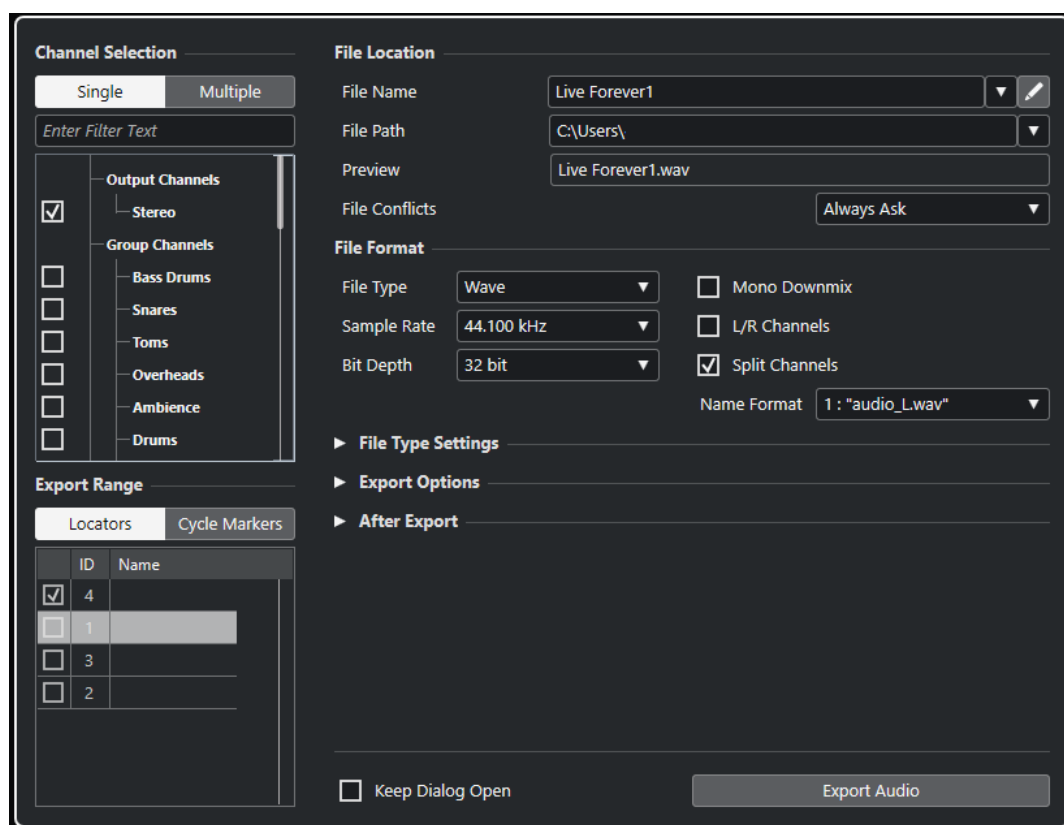 Channel Selection
Single Multiple
Enter Filter Text
Output Channels
Stereo
Group Channels
Bass Drums
Snares
Toms
Overheads
Ambience
Drums
Export Range
Locators Cycle Markers
ID Name
4
1
3
2
File Location
File Name Live Forever1
File Path C:\Users\
Preview Live Forever1.wav
File Conflicts Always Ask
File Format
File Type Wave Mono Downmix
Sample Rate 44.100 kHz L/R Channels
Bit Depth 32 bit Split Channels
Name Format 1 : "audio_L.wav"
File Type Settings
Export Options
After Export
Keep Dialog Open Export Audio